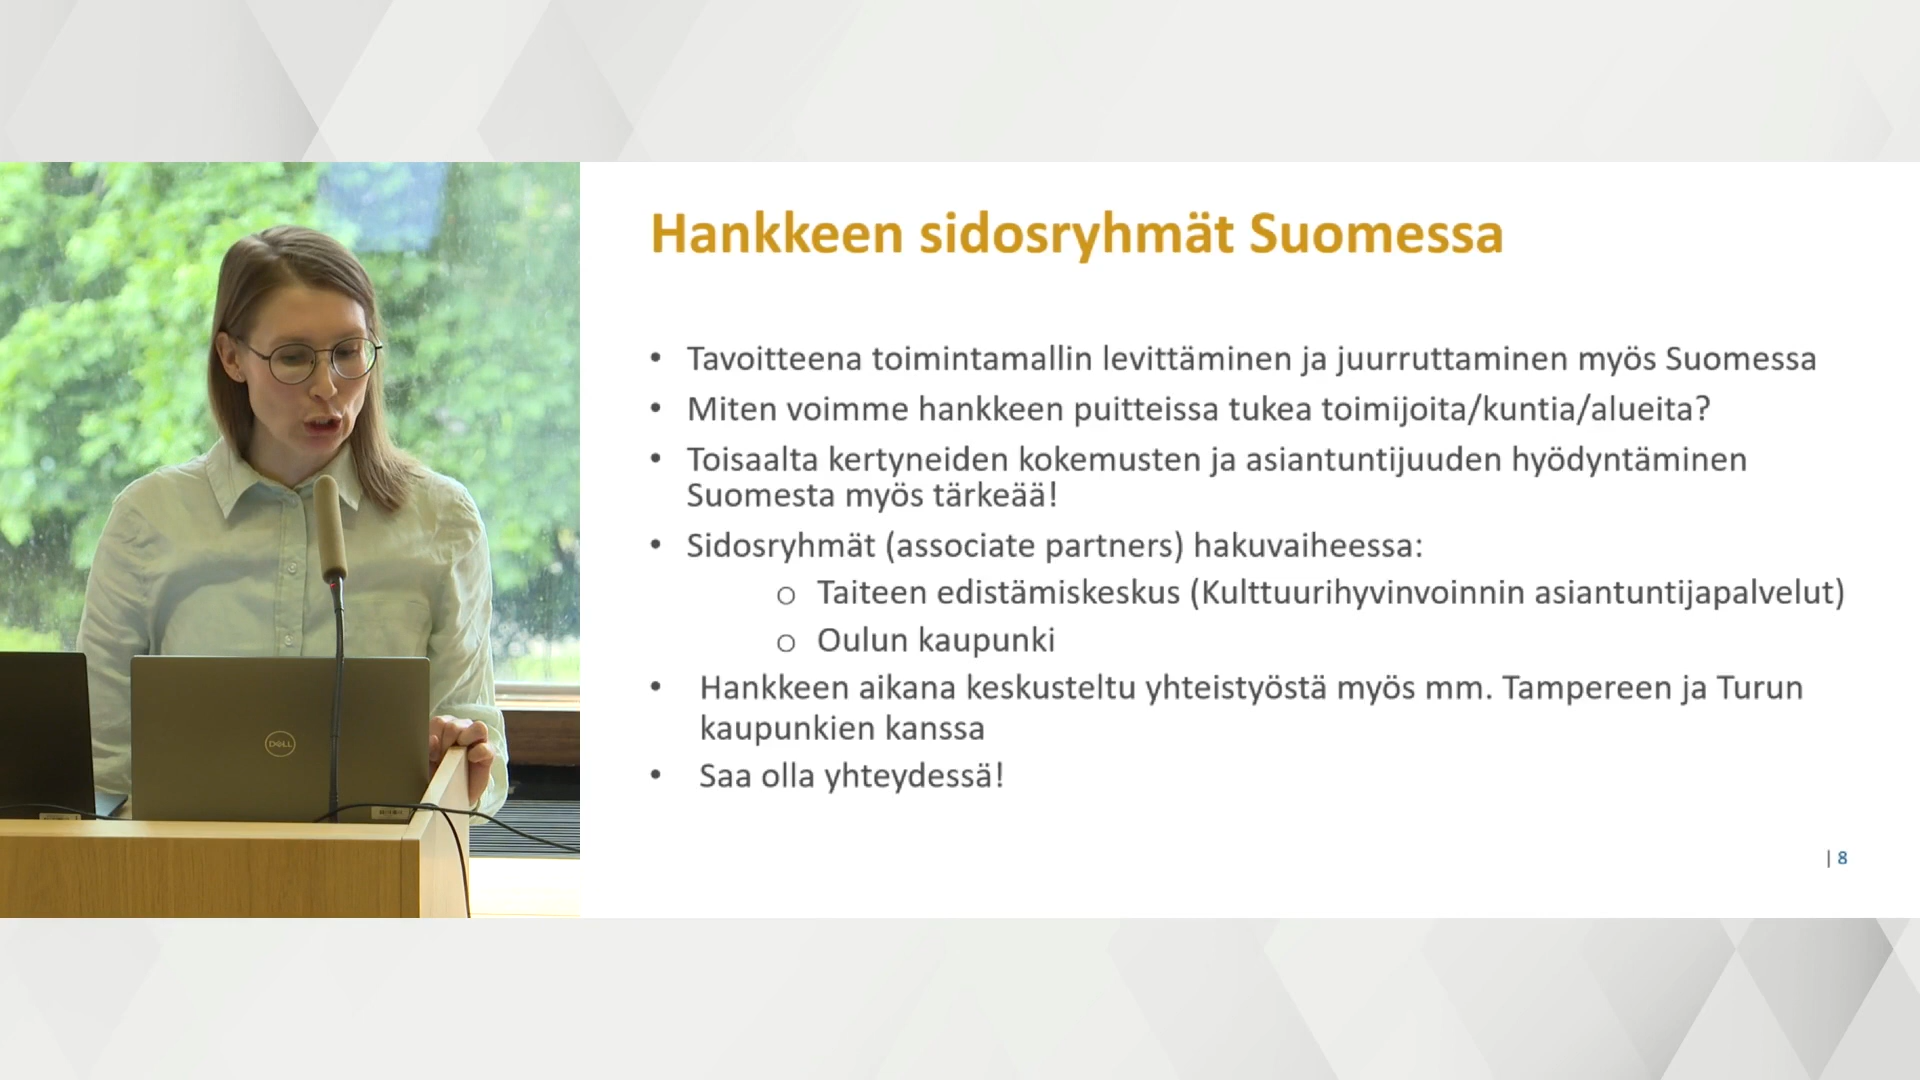 Hankkeen sidosryhmät Suomessa
• Tavoitteena toimintamallin levittäminen ja juurruttaminen myös Suomessa
• Miten voimme hankkeen puitteissa tukea toimijoita/kuntia/alueita?
• Toisaalta kertyneiden kokemusten ja asiantuntijuuden hyödyntäminen
Suomesta myös tärkeää!
• Sidosryhmät (associate partners) hakuvaiheessa:
o Taiteen edistämiskeskus (Kulttuurihyvinvoinnin asiantuntijapalvelut)
o Oulun kaupunki
• Hankkeen aikana keskusteltu yhteistyöstä myös mm. Tampereen ja Turun
kaupunkien kanssa
• Saa olla yhteydessä!
| 8
DELL